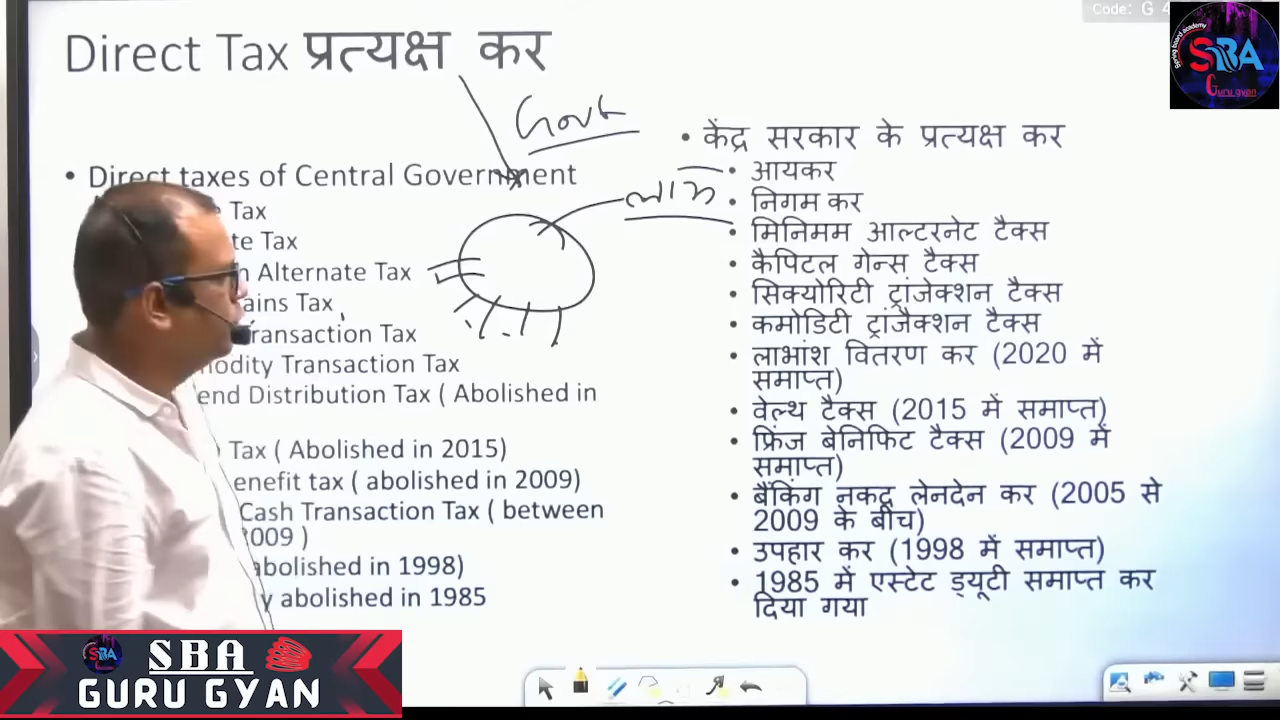 Code: G 4
Direct Tax प्रत्यक्ष कर
SBA
Guru gyan
Govt
लाभ
• Direct taxes of Central Government
Tax
te Tax
Alternate Tax
ains Tax
ransaction Tax
odity Transaction Tax
end Distribution Tax ( Abolished in
Tax ( Abolished in 2015)
enefit tax ( abolished in 2009)
Cash Transaction Tax ( between
2009 )
abolished in 1998)
y abolished in 1985
• केंद्र सरकार के प्रत्यक्ष कर
• आयकर
• निगम कर
• मिनिमम आल्टरनेट टैक्स
• कैपिटल गेन्स टैक्स
• सिक्योरिटी ट्रांजेक्शन टैक्स
• कमोडिटी ट्रांजैक्शन टैक्स
• लाभांश वितरण कर (2020 में
समाप्त)
• वेल्थ टैक्स (2015 में समाप्त)
• फ्रिंज बेनिफिट टैक्स (2009 में
समाप्त)
• बैंकिंग नकद लेनदेन कर (2005 से
2009 के बीच)
• उपहार कर (1998 में समाप्त)
• 1985 में एस्टेट ड्यूटी समाप्त कर
दिया गया
SBA
SBA
GURU GYAN